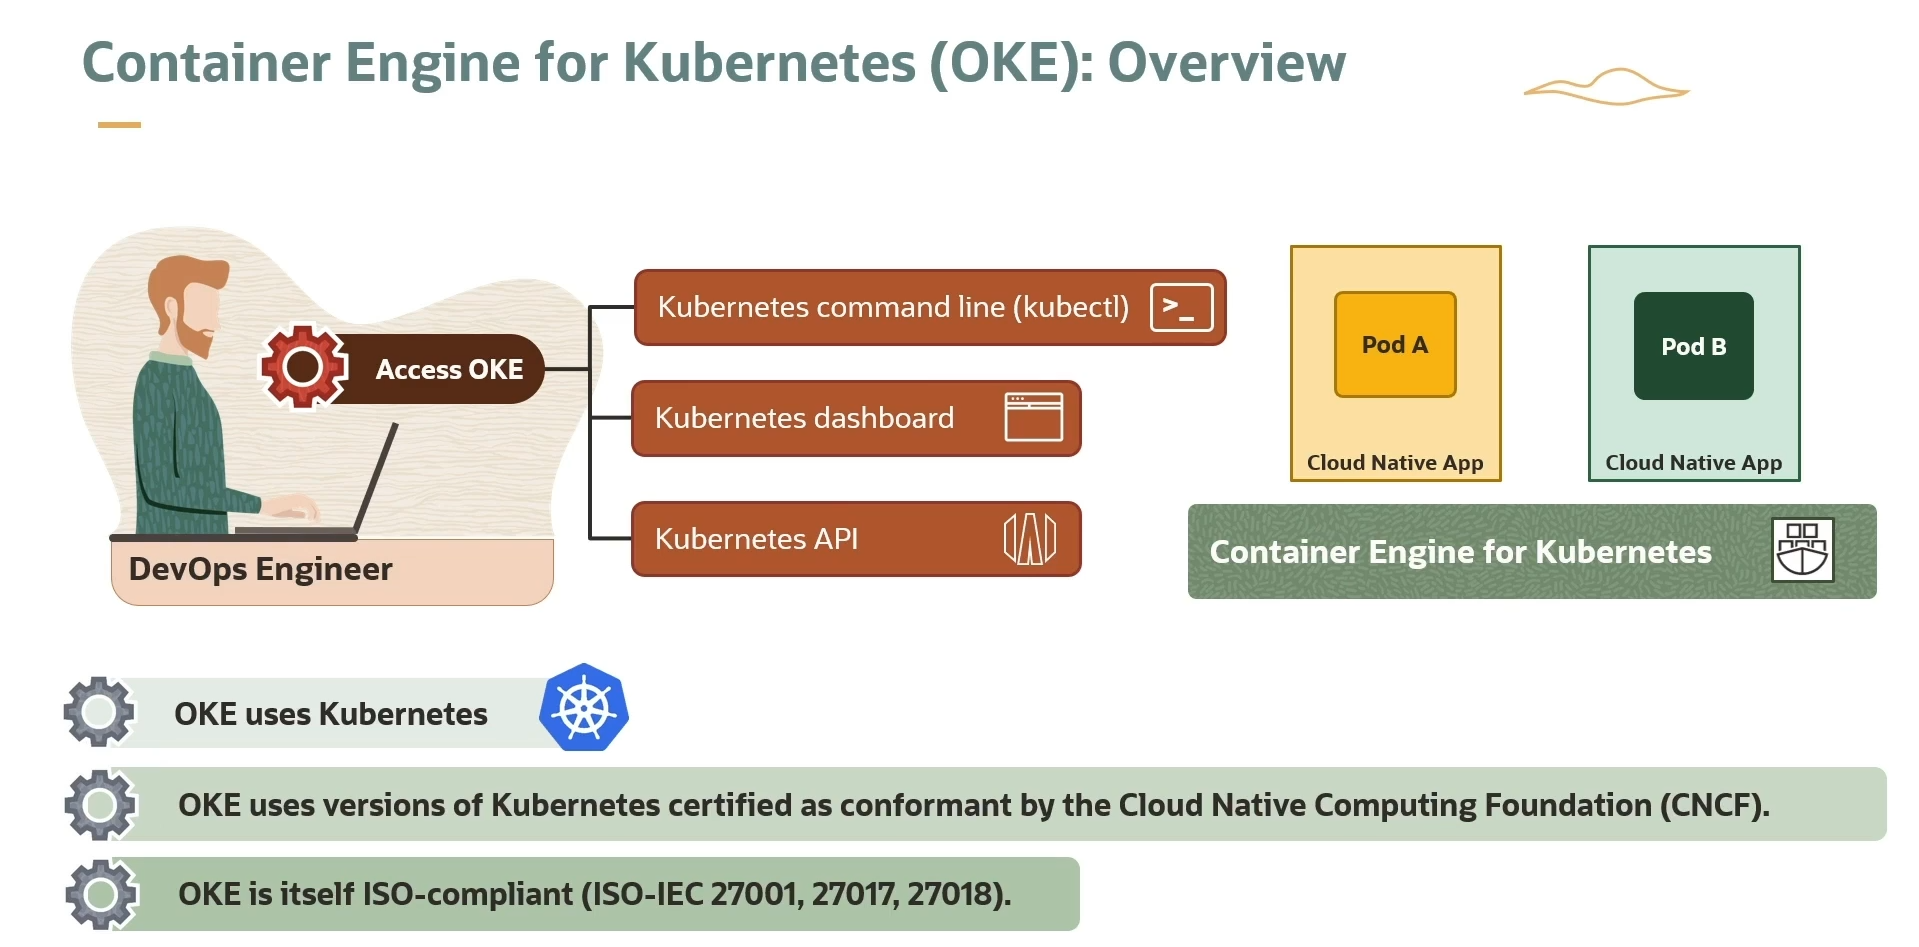 Container Engine for Kubernetes (OKE): Overview
Access OKE
DevOps Engineer
Kubernetes command line (kubectl)
>_
Kubernetes dashboard
Kubernetes API
Pod A
Cloud Native App
Pod B
Cloud Native App
Container Engine for Kubernetes
OKE uses Kubernetes
OKE uses versions of Kubernetes certified as conformant by the Cloud Native Computing Foundation (CNCF).
OKE is itself ISO-compliant (ISO-IEC 27001, 27017, 27018).